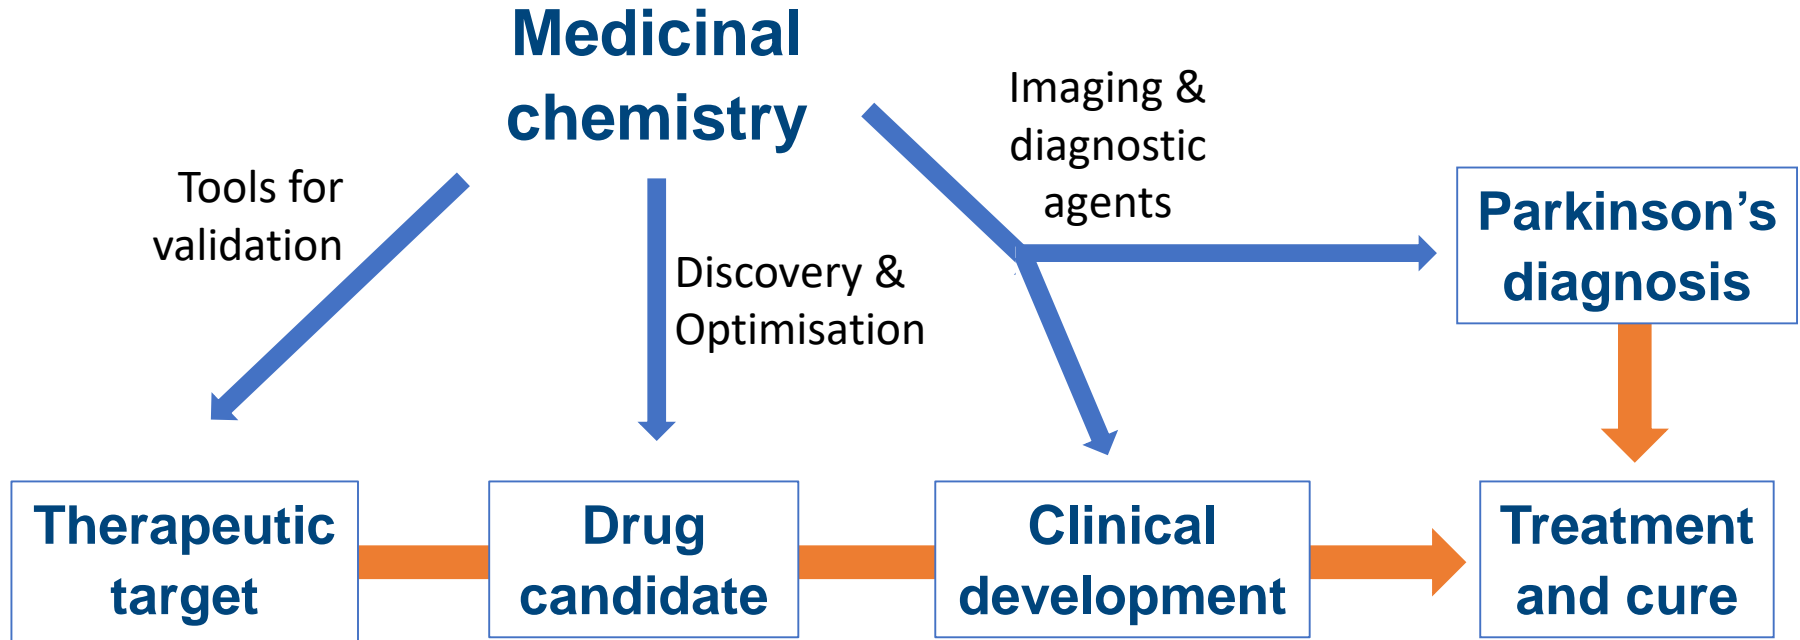 Medicinal
chemistry
Imaging &
diagnostic
agents
Tools for
validation
Discovery &
Optimisation
Parkinson’s
diagnosis
Therapeutic
target
Drug
candidate
Clinical
development
Treatment
and cure